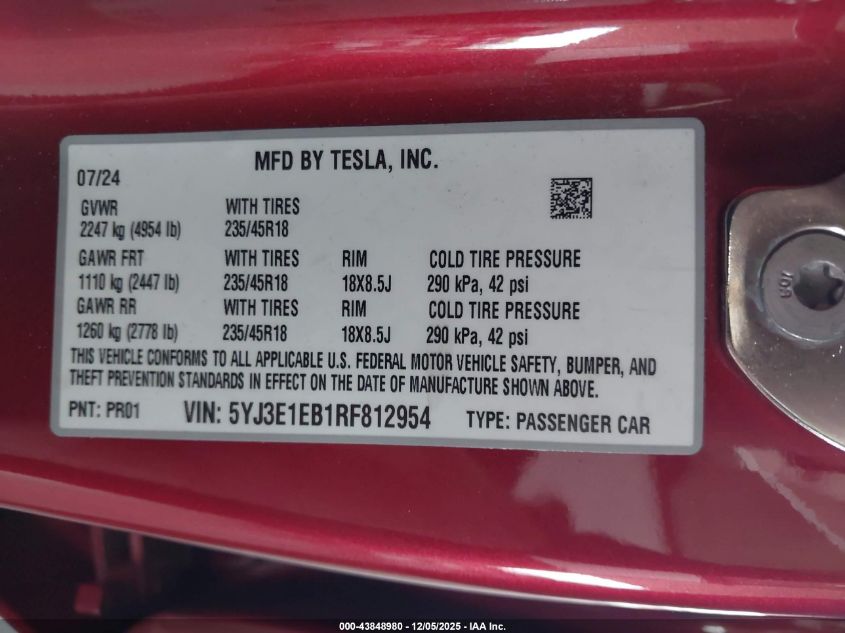 MFD BY TESLA, INC.
07/24
GVWR WITH TIRES
2247 kg (4954 lb) 235/45R18
GAWR FRT WITH TIRES RIM COLD TIRE PRESSURE
1110 kg (2447 lb) 235/45R18 18X8.5J 290 kPa, 42 psi
GAWR RR WITH TIRES RIM COLD TIRE PRESSURE
1260 kg (2778 lb) 235/45R18 18X8.5J 290 kPa, 42 psi
THIS VEHICLE CONFORMS TO ALL APPLICABLE U.S. FEDERAL MOTOR VEHICLE SAFETY, BUMPER, AND
THEFT PREVENTION STANDARDS IN EFFECT ON THE DATE OF MANUFACTURE SHOWN ABOVE.
PNT: PR01 VIN: 5YJ3E1EB1RF812954 TYPE: PASSENGER CAR
000-43848980 - 12/05/2025 - IAA Inc.